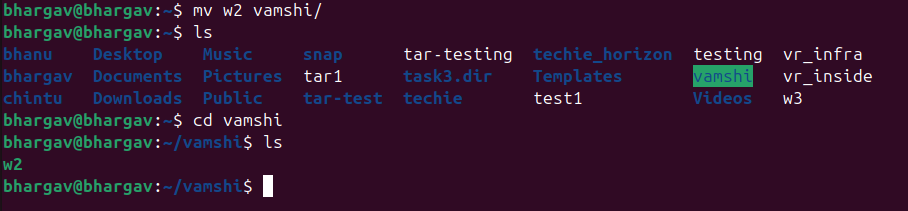 bhargav@bhargav:~$ mv w2 vamshi/
bhargav@bhargav:~$ ls
bhanu    Desktop    Music     snap      tar-testing  techie_horizon  testing  vr_infra
bhargav  Documents  Pictures  tar1      task3.dir    Templates       vamshi   vr_inside
chintu   Downloads  Public    tar-test  techie       test1           Videos   w3
bhargav@bhargav:~$ cd vamshi
bhargav@bhargav:~/vamshi$ ls
w2
bhargav@bhargav:~/vamshi$